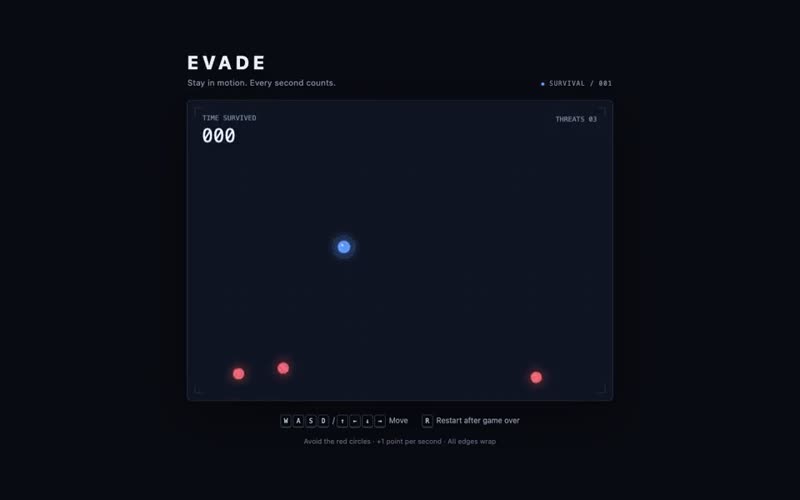 EVADE
Stay in motion. Every second counts.
SURVIVAL / 001
TIME SURVIVED
000
THREATS 03
W A S D / ↑ ← ↓ → Move R Restart after game over
Avoid the red circles · +1 point per second · All edges wrap